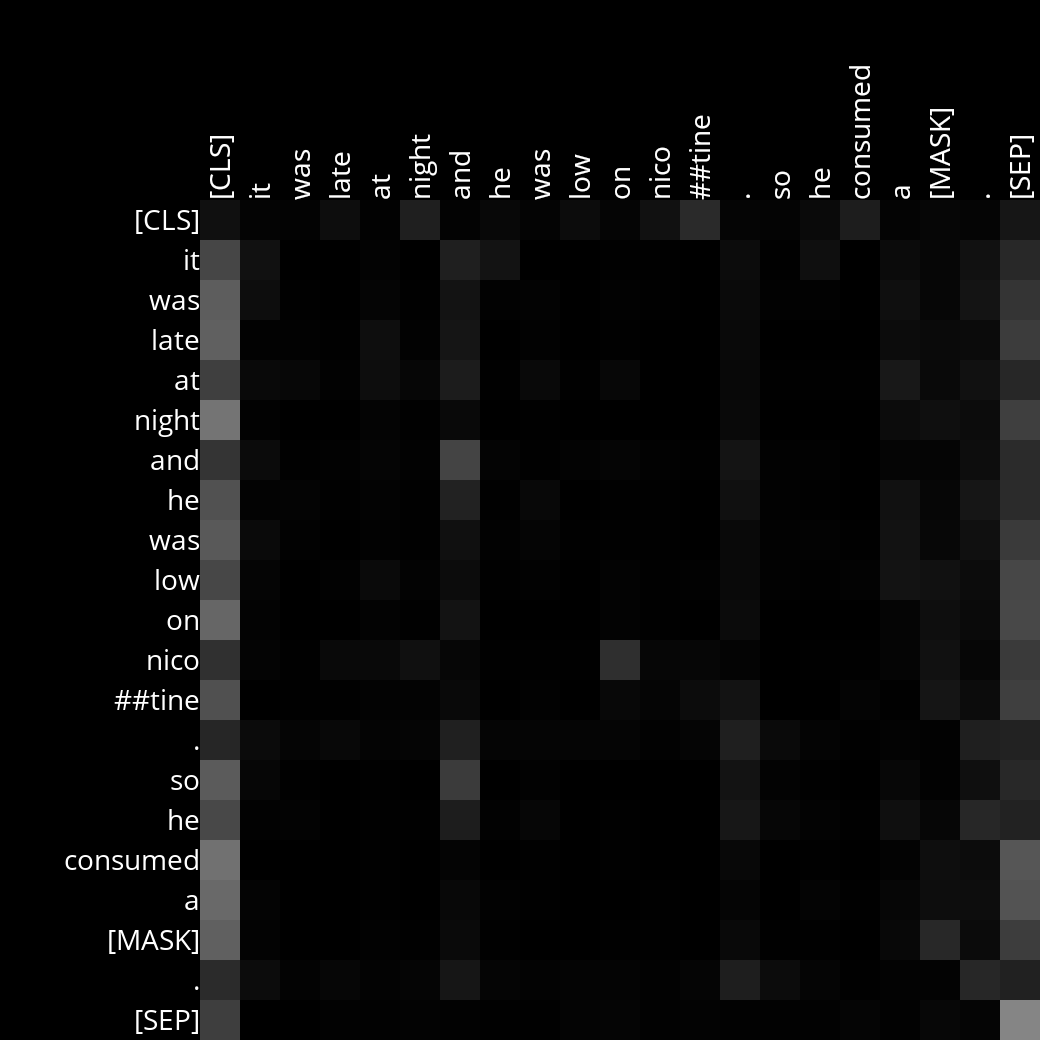 [CLS] it was late at night and he was low on nico ##tine . so he consumed a [MASK] . [SEP]
[CLS]
it
was
late
at
night
and
he
was
low
on
nico
##tine
.
so
he
consumed
a
[MASK]
.
[SEP]